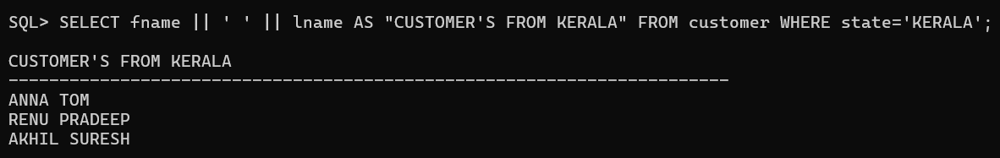 SQL> SELECT fname || ' ' || lname AS "CUSTOMER'S FROM KERALA" FROM customer WHERE state='KERALA';
CUSTOMER'S FROM KERALA
-----------------------------------------------------------------------
ANNA TOM
RENU PRADEEP
AKHIL SURESH